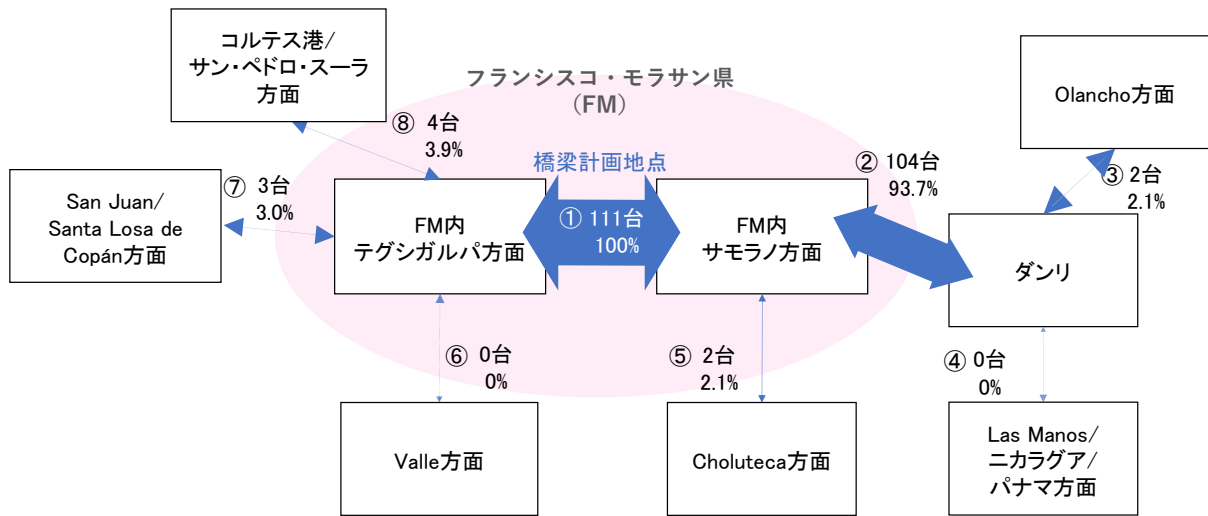 コルテス港/
サン・ペドロ・スーラ
方面
フランシスコ・モラサン県
(FM)
Olancho方面
⑧ 4台
3.9%
橋梁計画地点
② 104台
93.7%
③ 2台
2.1%
⑦ 3台
3.0%
San Juan/
Santa Losa de
Copán方面
FM内
テグシガルパ方面
① 111台
100%
FM内
サモラノ方面
ダンリ
⑥ 0台
0%
⑤ 2台
2.1%
④ 0台
0%
Valle方面
Choluteca方面
Las Manos/
ニカラグア/
パナマ方面